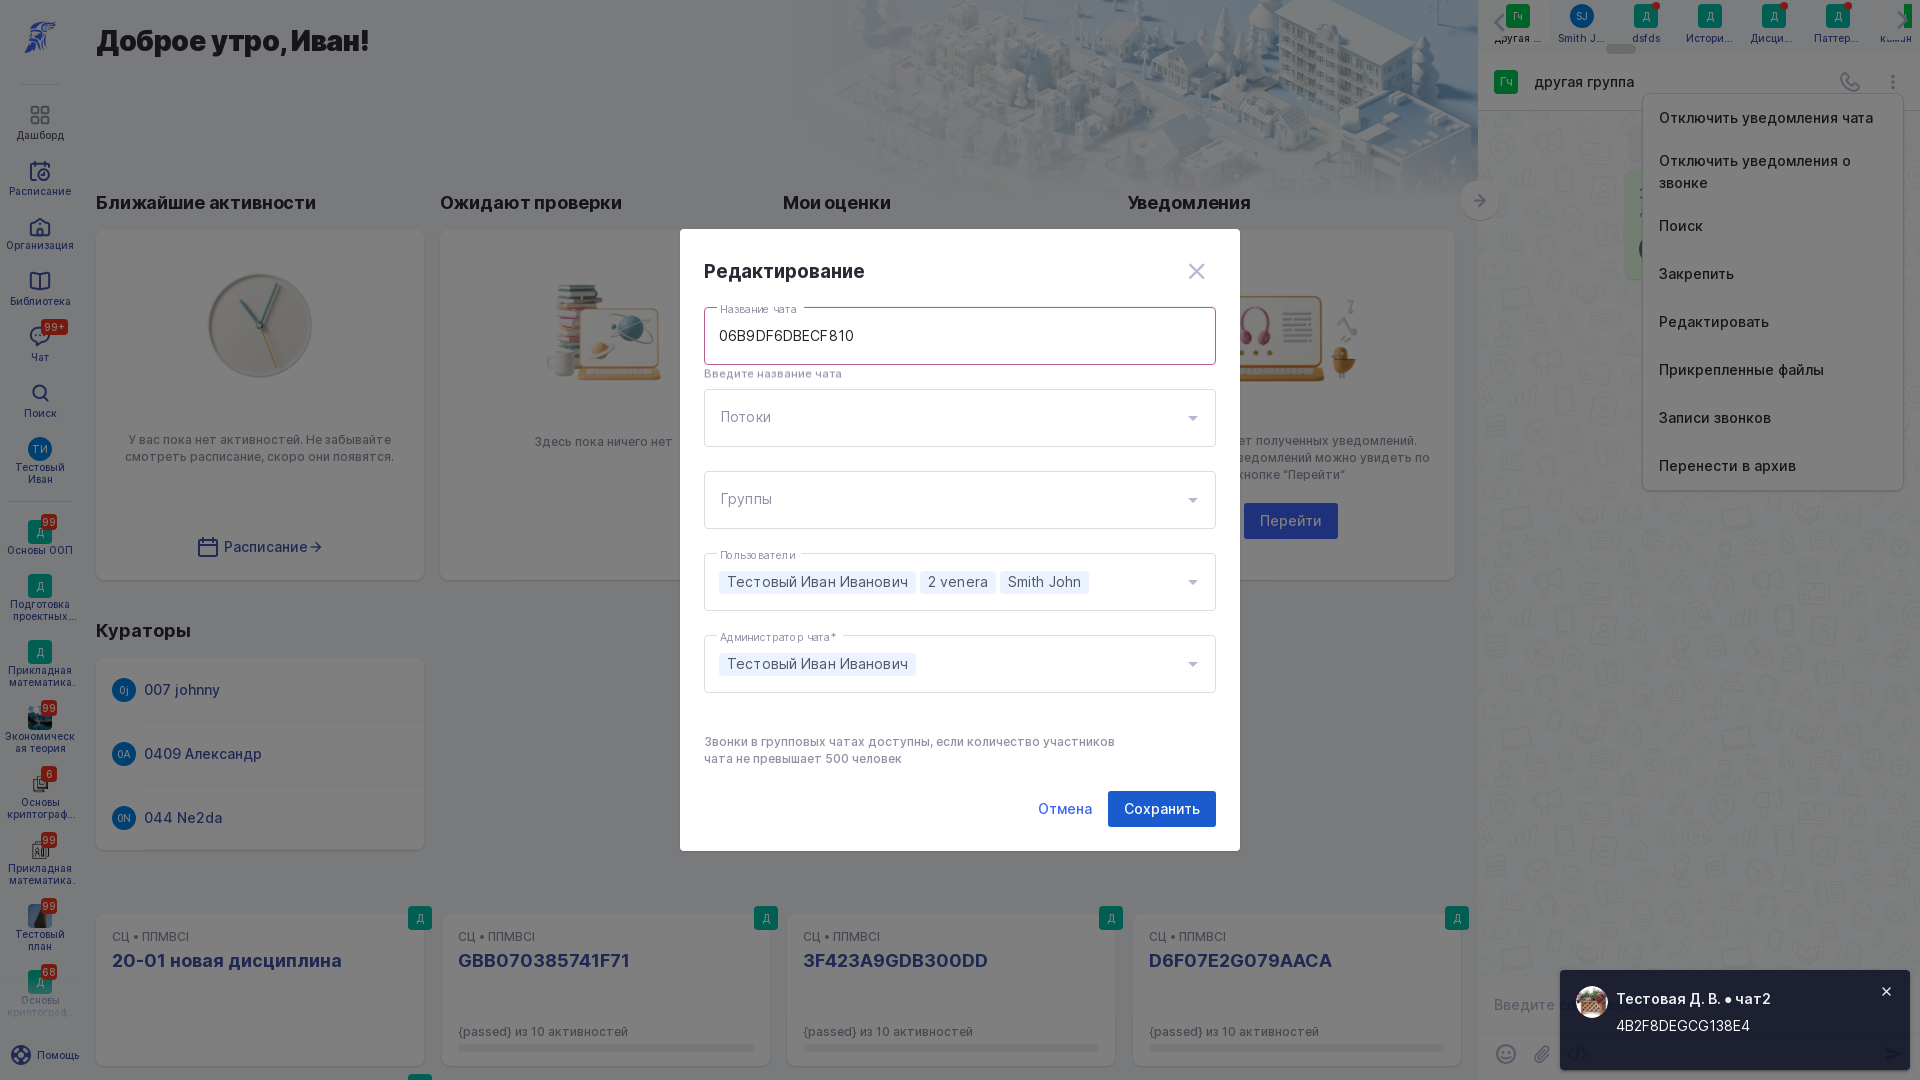 Доброе утро, Иван!
Дашборд
Расписание
Организация
Библиотека
99+
Чат
Поиск
ТИ
Тестовый
Иван
99
Д
Основы ООП
Д
Подготовка
проектных...
Д
Прикладная
математика.
99
Экономическ
ая теория
6
Основы
криптограф...
99
Прикладная
математика.
99
Тестовый
план
68
Д
Основы
криптограф..
Помощь
Ближайшие активности
У вас пока нет активностей. Не забывайте
смотреть расписание, скоро они появятся.
Расписание
Ожидают проверки
Здесь пока ничего нет
Мои оценки
Уведомления
ет полученных уведомлений.
ведомлений можно увидеть по
кнопке "Перейти"
Перейти
Кураторы
0j
007 johnny
0А
0409 Александр
0N
044 Ne2da
Д
СЦ • ППМВСІ
20-01 новая дисциплина
Д
СЦ • ППМВСІ
GBB070385741F71
{passed} из 10 активностей
Д
СЦ • ППМВСІ
3F423A9GDB300DD
{passed} из 10 активностей
Д
СЦ • ППМВСІ
D6F07E2G079AACA
{passed} из 10 активностей
Редактирование
Название чата
06B9DF6DBECF810
Введите название чата
Потоки
Группы
Пользователи
Тестовый Иван Иванович
2 venera
Smith John
Администратор чата*
Тестовый Иван Иванович
Звонки в групповых чатах доступны, если количество участников
чата не превышает 500 человек
Отмена
Сохранить
Гч
другая ...
SJ
Smith J...
Д
dsfds
Д
Истори...
Д
Дисци...
Д
Паттер...
Гч
другая группа
Отключить уведомления чата
Отключить уведомления о
звонке
Поиск
Закрепить
Редактировать
Прикрепленные файлы
Записи звонков
Перенести в архив
Введите
Тестовая Д. В. ● чат2
4B2F8DEGCG138E4